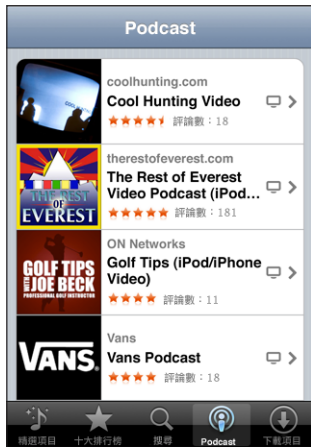 Podcast
coolhunting.com
Cool Hunting Video
評論數：18
THE REST
OF
EVEREST
therestofeverest.com
The Rest of Everest
Video Podcast (iPod...
評論數：181
GOLF TIPS
WITH JOE BECK
PROFESSIONAL GOLF INSTRUCTOR
ON Networks
Golf Tips (iPod/iPhone
Video)
評論數：11
VANS
Vans
Vans Podcast
評論數：18
精選項目
十大排行榜
搜尋
Podcast
下載項目